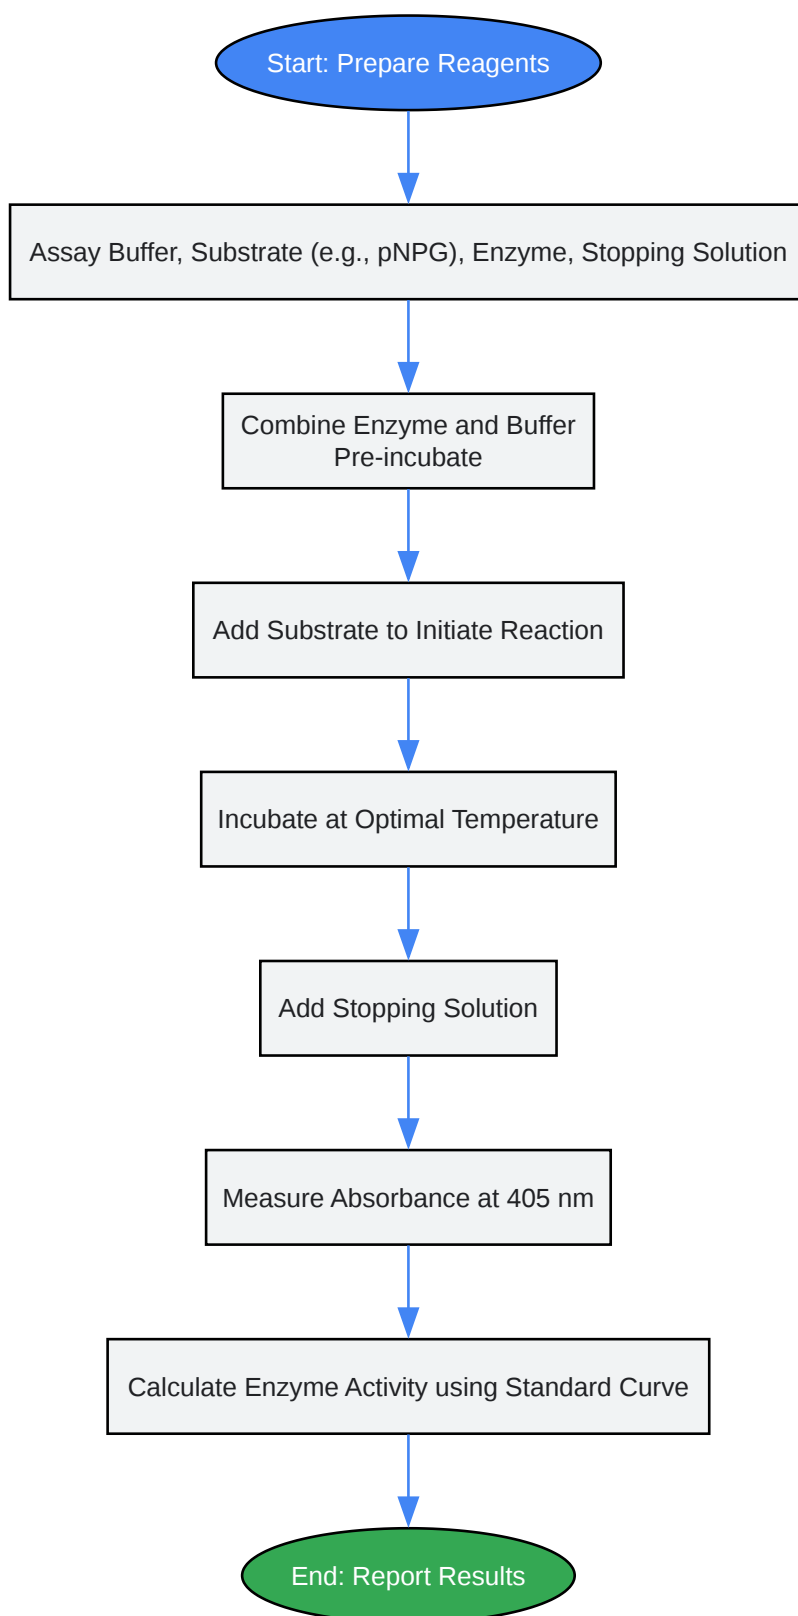 Start: Prepare Reagents
Assay Buffer, Substrate (e.g., pNPG), Enzyme, Stopping Solution
Combine Enzyme and Buffer
Pre-incubate
Add Substrate to Initiate Reaction
Incubate at Optimal Temperature
Add Stopping Solution
Measure Absorbance at 405 nm
Calculate Enzyme Activity using Standard Curve
End: Report Results